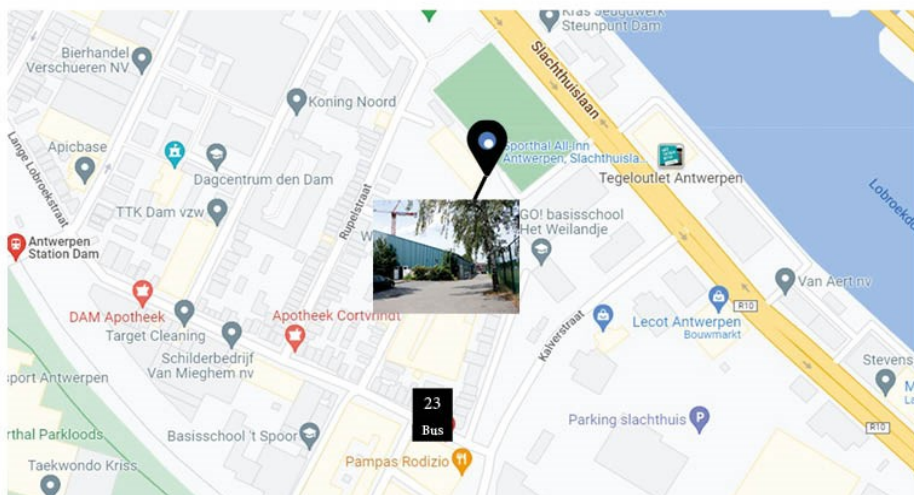 Kras Jeugdwerk
Steunpunt Dam
Bierhandel
Verschueren NV
Slachthuislaan
Koning Noord
Lange Lobroekstraat
Apicbase
Sporthal All-Inn
Antwerpen, Slachthuisla...
Tegeloutlet Antwerpen
Dagcentrum den Dam
Lobroekdo
TTK Dam vzw
Rupelstraat
GO! basisschool
Het Weilandje
W
Antwerpen
Station Dam
Van Aert nv
DAM Apotheek
Target Cleaning
Apotheek Cortvrindt
Kalverstraat
Lecot Antwerpen
Bouwmarkt
R10
Schilderbedrijf
Van Mieghem nv
Stevens
sport Antwerpen
M
La
23
Bus
Parking slachthuis
P
R10
rthal Parkloods
Basisschool 't Spoor
Pampas Rodizio
Taekwondo Kriss